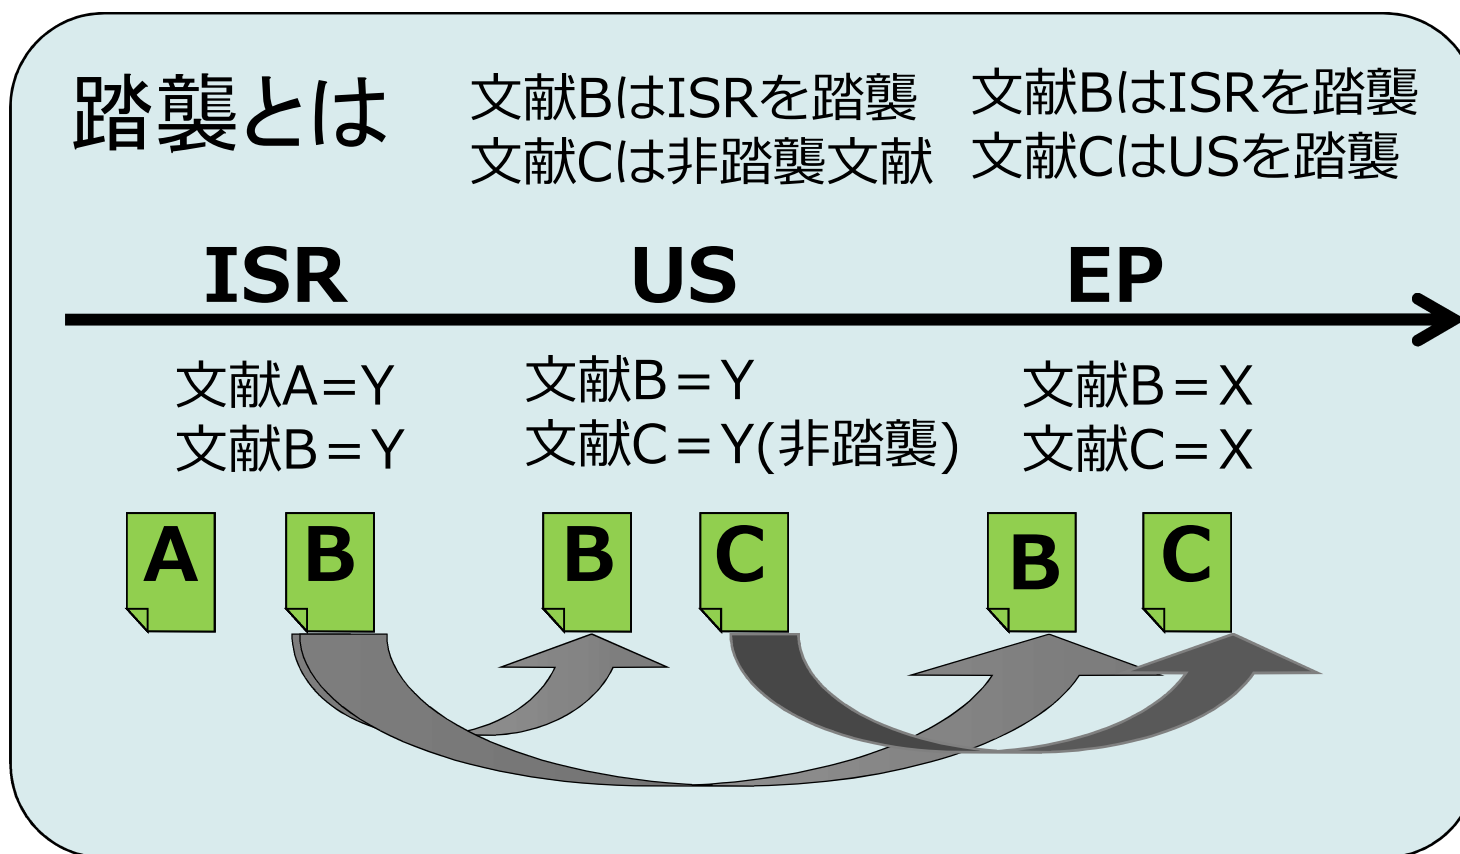 踏襲とは
文献BはISRを踏襲
文献Cは非踏襲文献
文献BはISRを踏襲
文献CはUSを踏襲
ISR
US
EP
文献A=Y
文献B＝Y
文献B＝Y
文献C＝Y(非踏襲)
文献B＝X
文献C＝X
A
B
B
C
B
C